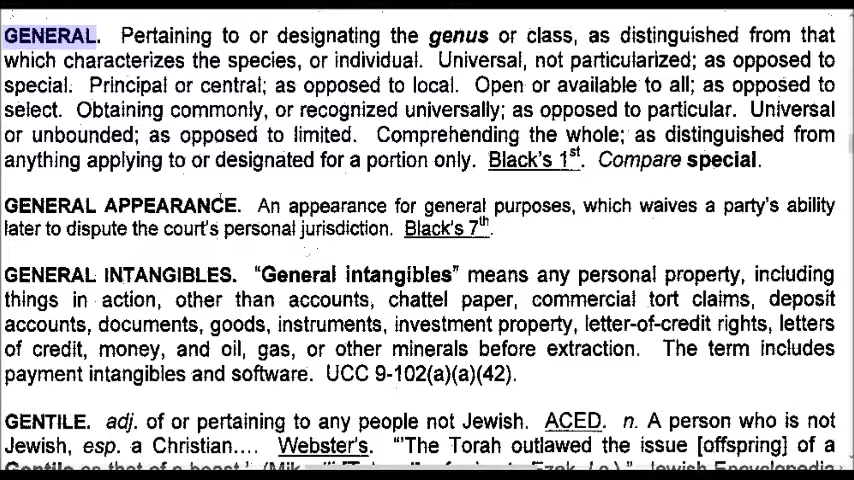 GENERAL. Pertaining to or designating the genus or class, as distinguished from that
which characterizes the species, or individual. Universal, not particularized; as opposed to
special. Principal or central; as opposed to local. Open or available to all; as opposed to
select. Obtaining commonly, or recognized universally; as opposed to particular. Universal
or unbounded; as opposed to limited. Comprehending the whole; as distinguished from
anything applying to or designated for a portion only. Black's 1st. Compare special.
GENERAL APPEARANCE. An appearance for general purposes, which waives a party's ability
later to dispute the court's personal jurisdiction. Black's 7th.
GENERAL INTANGIBLES. "General intangibles" means any personal property, including
things in action, other than accounts, chattel paper, commercial tort claims, deposit
accounts, documents, goods, instruments, investment property, letter-of-credit rights, letters
of credit, money, and oil, gas, or other minerals before extraction. The term includes
payment intangibles and software. UCC 9-102(a)(a)(42).
GENTILE. adj. of or pertaining to any people not Jewish. ACED. n. A person who is not
Jewish, esp. a Christian.... Webster's. "'The Torah outlawed the issue [offspring] of a